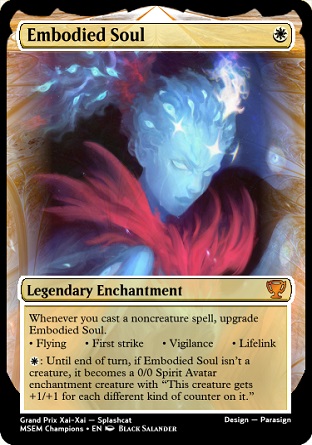 Embodied Soul
Legendary Enchantment
Whenever you cast a noncreature spell, upgrade
Embodied Soul.
• Flying • First strike • Vigilance • Lifelink
: Until end of turn, if Embodied Soul isn't a
creature, it becomes a 0/0 Spirit Avatar
enchantment creature with "This creature gets
+1/+1 for each different kind of counter on it."
Grand Prix Xai-Xai — Splashcat Design — Parasign
MSEM Champions • EN Black Salander